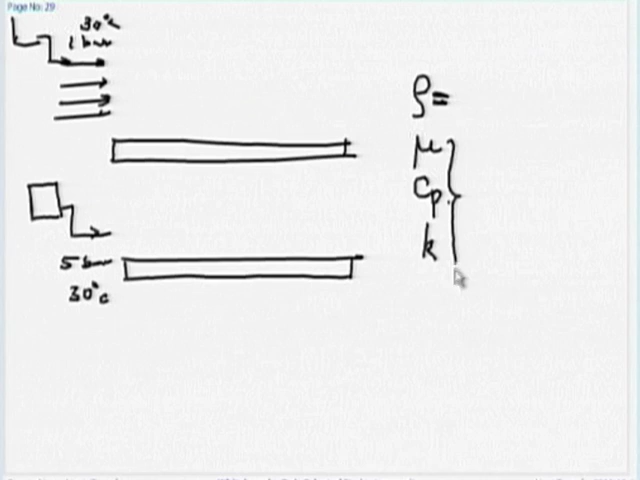 Page No: 29
30°c
1 bar
5 bar
30°c
ρ =
μ
Cp
k